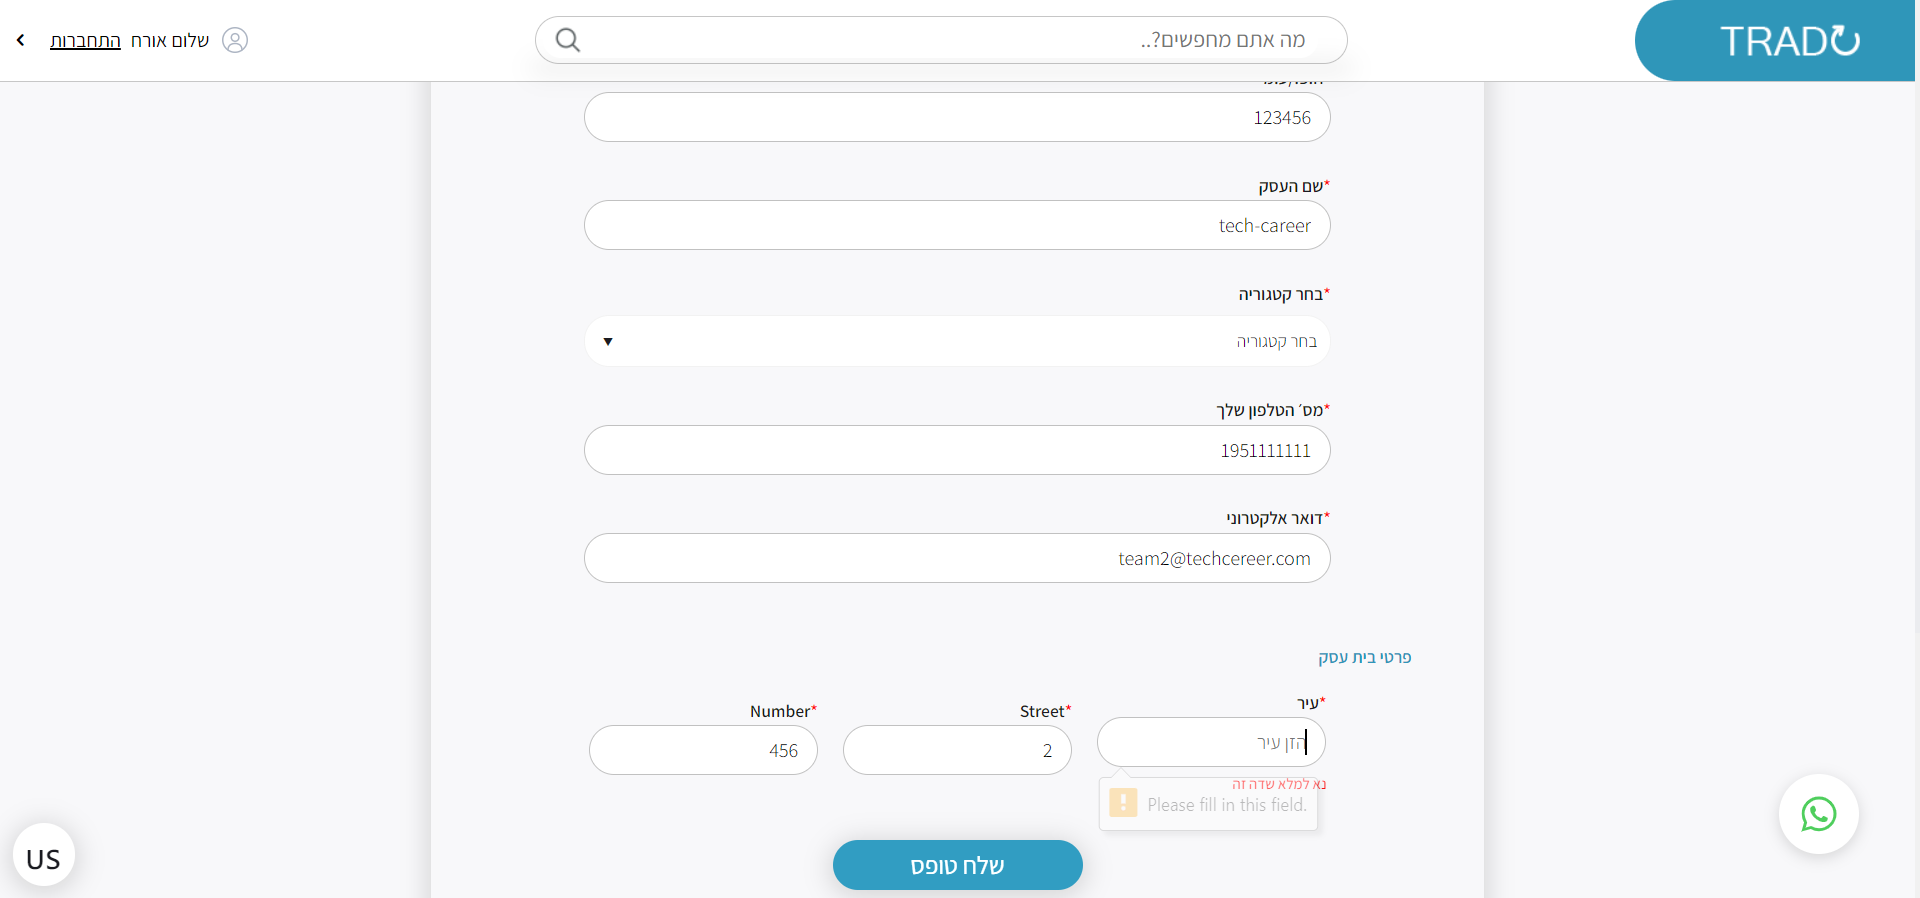 TRAD
מה אתם מחפשים?..
שלום אורח התחברות
123456
*שם העסק
tech-career
*בחר קטגוריה
בחר קטגוריה
*מס׳ הטלפון שלך
1951111111
*דואר אלקטרוני
team2@techcereer.com
פרטי בית עסק
*עיר
הזן עיר
נא למלא שדה זה
Please fill in this field.
Street*
2
Number*
456
שלח טופס
US